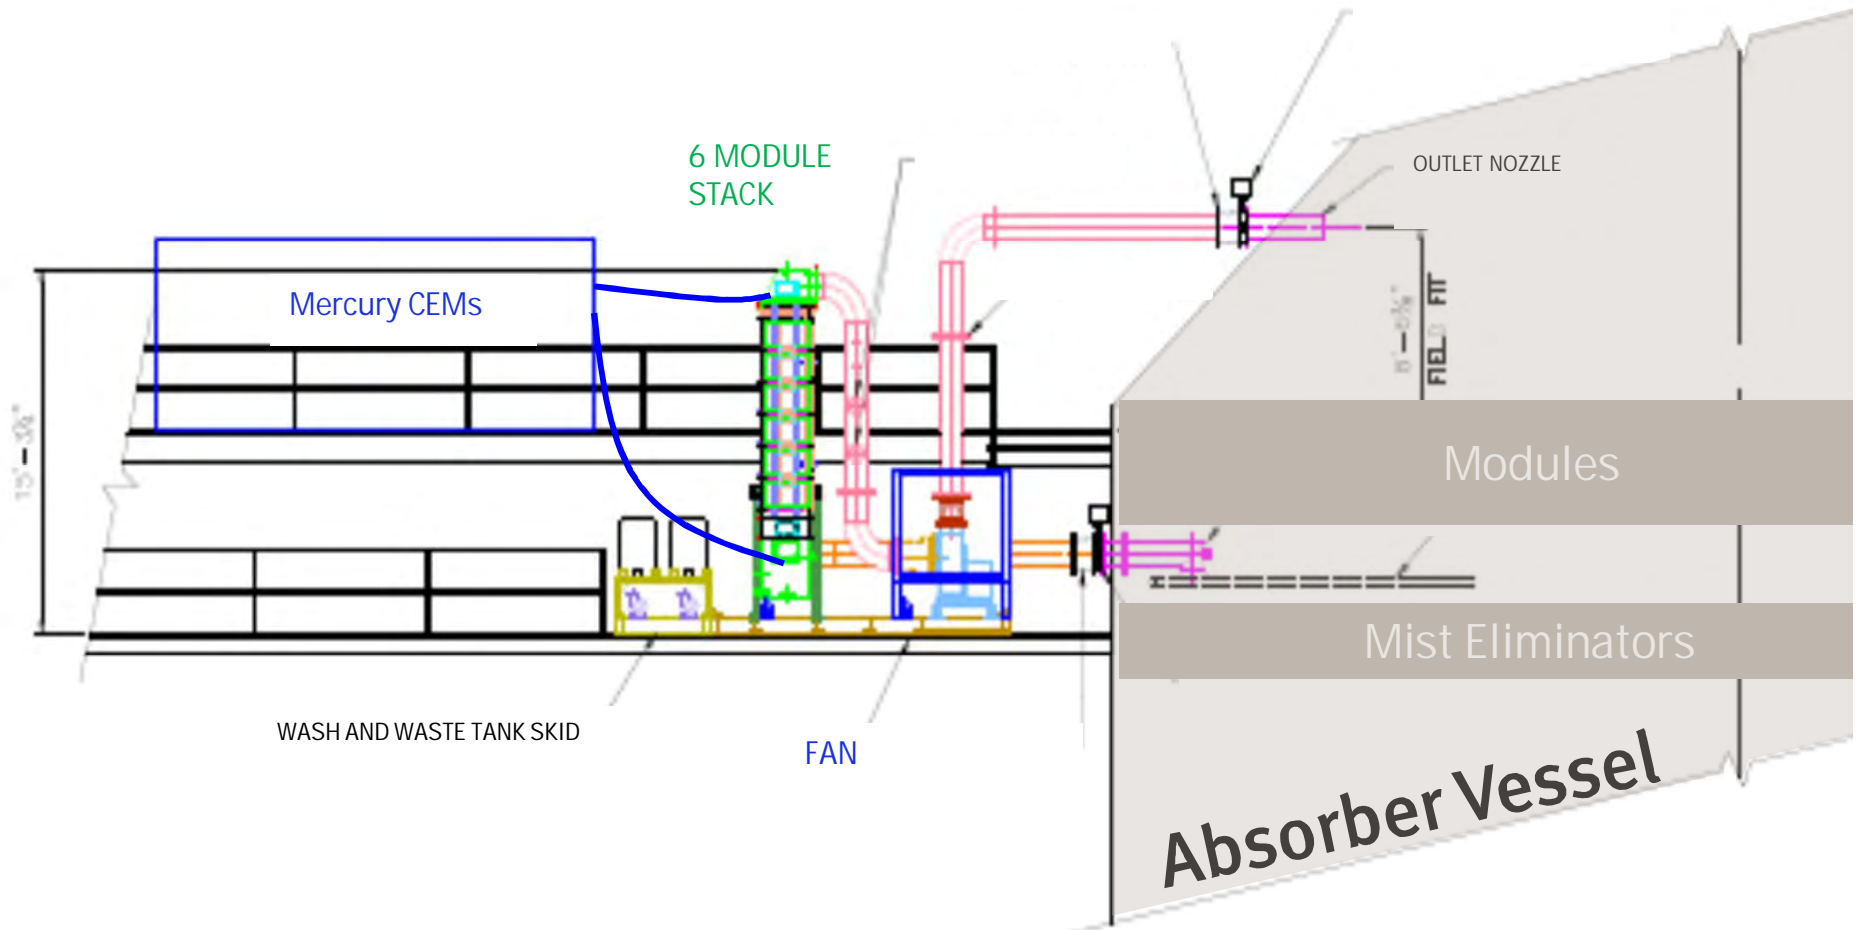 6 MODULE
STACK
OUTLET NOZZLE
Mercury CEMs
FIELD FIT
Modules
Mist Eliminators
WASH AND WASTE TANK SKID
FAN
Absorber Vessel